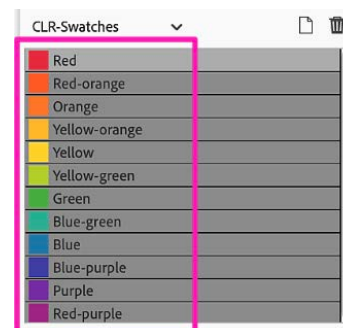 CLR-Swatches
Red
Red-orange
Orange
Yellow-orange
Yellow
Yellow-green
Green
Blue-green
Blue
Blue-purple
Purple
Red-purple